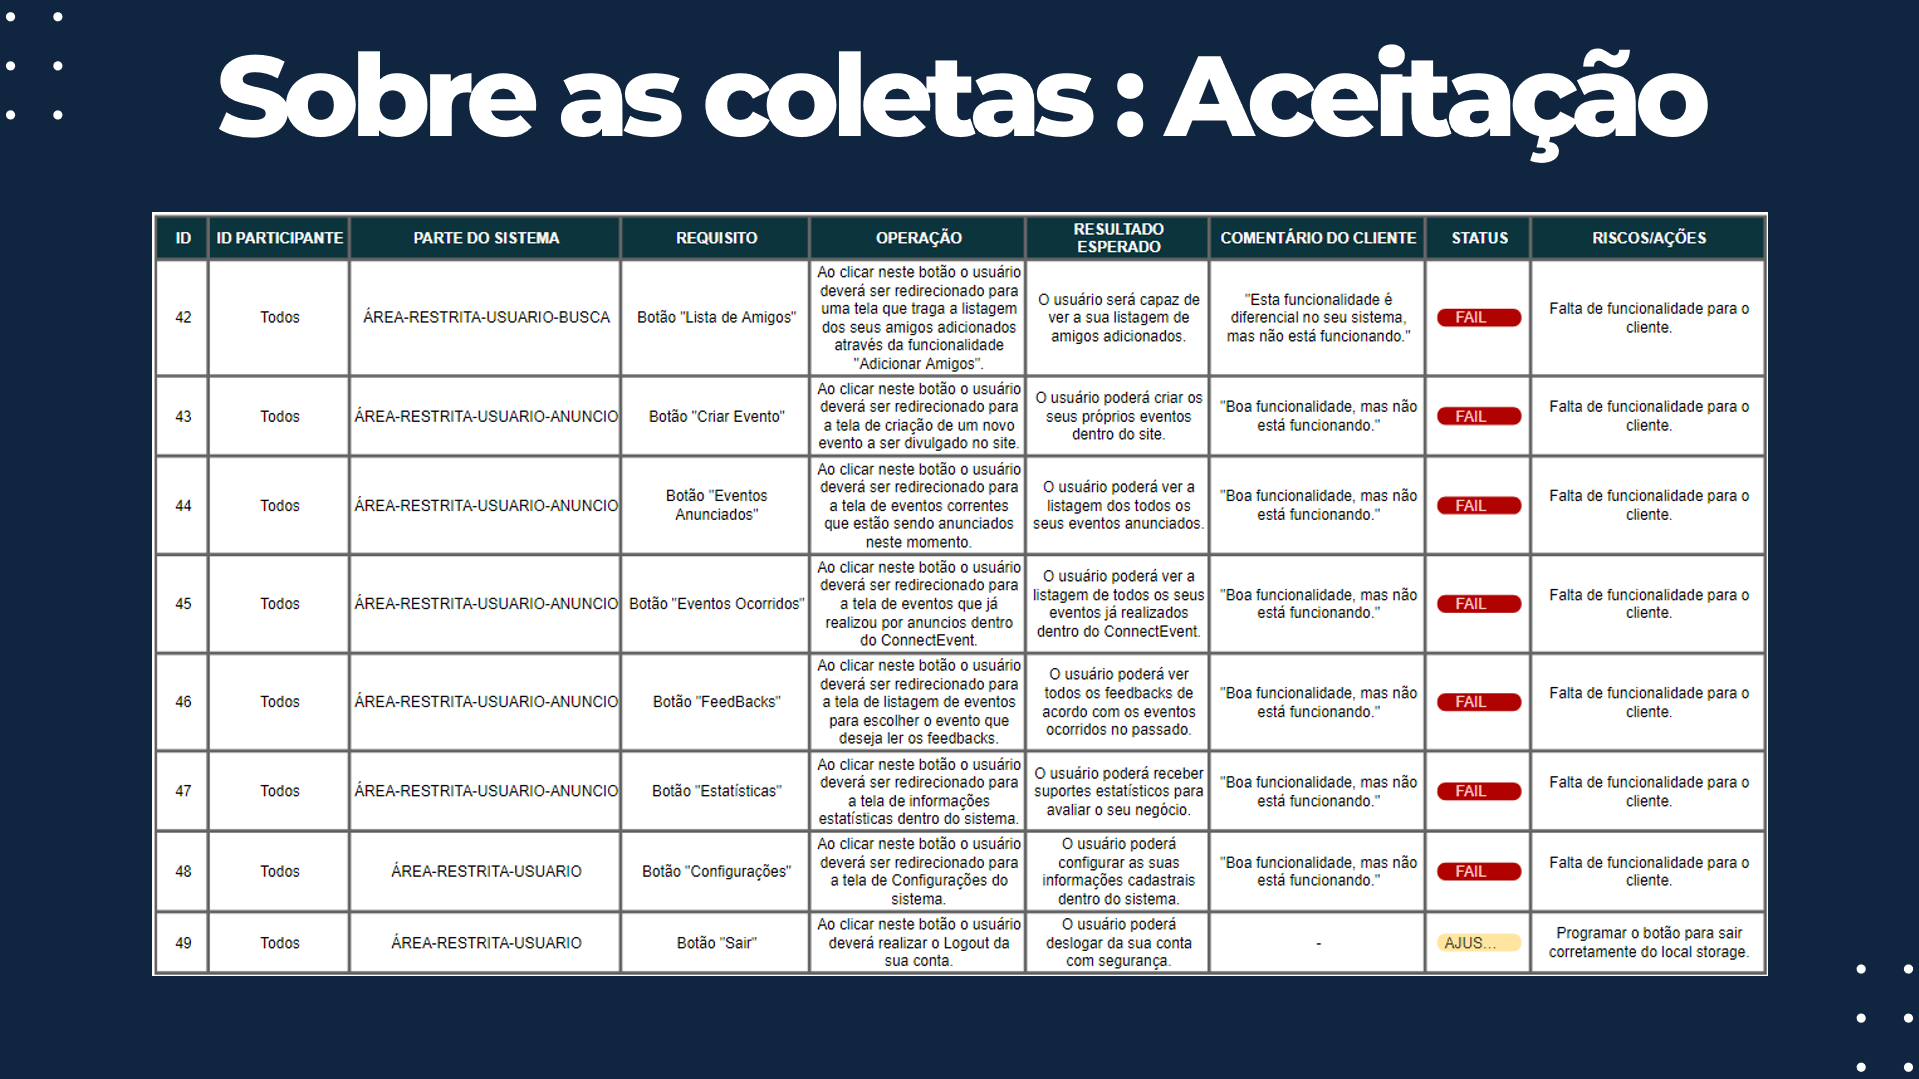 Sobre as coletas : Aceitação
ID
ID PARTICIPANTE
PARTE DO SISTEMA
REQUISITO
OPERAÇÃO
RESULTADO
ESPERADO
COMENTÁRIO DO CLIENTE
STATUS
RISCOS/AÇÕES
42
Todos
ÁREA-RESTRITA-USUARIO-BUSCA
Botão "Lista de Amigos"
Ao clicar neste botão o usuário
deverá ser redirecionado para
uma tela que traga a listagem
dos seus amigos adicionados
através da funcionalidade
"Adicionar Amigos".
O usuário será capaz de
ver a sua listagem de
amigos adicionados.
"Esta funcionalidade é
diferencial no seu sistema,
mas não está funcionando."
FAIL
Falta de funcionalidade para o
cliente.
43
Todos
ÁREA-RESTRITA-USUARIO-ANUNCIO
Botão "Criar Evento"
Ao clicar neste botão o usuário
deverá ser redirecionado para
a tela de criação de um novo
evento a ser divulgado no site.
O usuário poderá criar os
seus próprios eventos
dentro do site.
"Boa funcionalidade, mas não
está funcionando."
FAIL
Falta de funcionalidade para o
cliente.
44
Todos
ÁREA-RESTRITA-USUARIO-ANUNCIO
Botão "Eventos
Anunciados"
Ao clicar neste botão o usuário
deverá ser redirecionado para
a tela de eventos correntes
que estão sendo anunciados
neste momento.
O usuário poderá ver a
listagem dos todos os
seus eventos anunciados.
"Boa funcionalidade, mas não
está funcionando."
FAIL
Falta de funcionalidade para o
cliente.
45
Todos
ÁREA-RESTRITA-USUARIO-ANUNCIO
Botão "Eventos Ocorridos"
Ao clicar neste botão o usuário
deverá ser redirecionado para
a tela de eventos que já
realizou por anuncios dentro
do ConnectEvent.
O usuário poderá ver a
listagem de todos os seus
eventos já realizados
dentro do ConnectEvent.
"Boa funcionalidade, mas não
está funcionando."
FAIL
Falta de funcionalidade para o
cliente.
46
Todos
ÁREA-RESTRITA-USUARIO-ANUNCIO
Botão "FeedBacks"
Ao clicar neste botão o usuário
deverá ser redirecionado para
a tela de listagem de eventos
para escolher o evento que
deseja ler os feedbacks.
O usuário poderá ver
todos os feedbacks de
acordo com os eventos
ocorridos no passado.
"Boa funcionalidade, mas não
está funcionando."
FAIL
Falta de funcionalidade para o
cliente.
47
Todos
ÁREA-RESTRITA-USUARIO-ANUNCIO
Botão "Estatísticas"
Ao clicar neste botão o usuário
deverá ser redirecionado para
a tela de informações
estatísticas dentro do sistema.
O usuário poderá receber
suportes estatísticos para
avaliar o seu negócio.
"Boa funcionalidade, mas não
está funcionando."
FAIL
Falta de funcionalidade para o
cliente.
48
Todos
ÁREA-RESTRITA-USUARIO
Botão "Configurações"
Ao clicar neste botão o usuário
deverá ser redirecionado para
a tela de Configurações do
sistema.
O usuário poderá
configurar as suas
informações cadastrais
dentro do sistema.
"Boa funcionalidade, mas não
está funcionando."
FAIL
Falta de funcionalidade para o
cliente.
49
Todos
ÁREA-RESTRITA-USUARIO
Botão "Sair"
Ao clicar neste botão o usuário
deverá realizar o Logout da
sua conta.
O usuário poderá
deslogar da sua conta
com segurança.
-
AJUS...
Programar o botão para sair
corretamente do local storage.